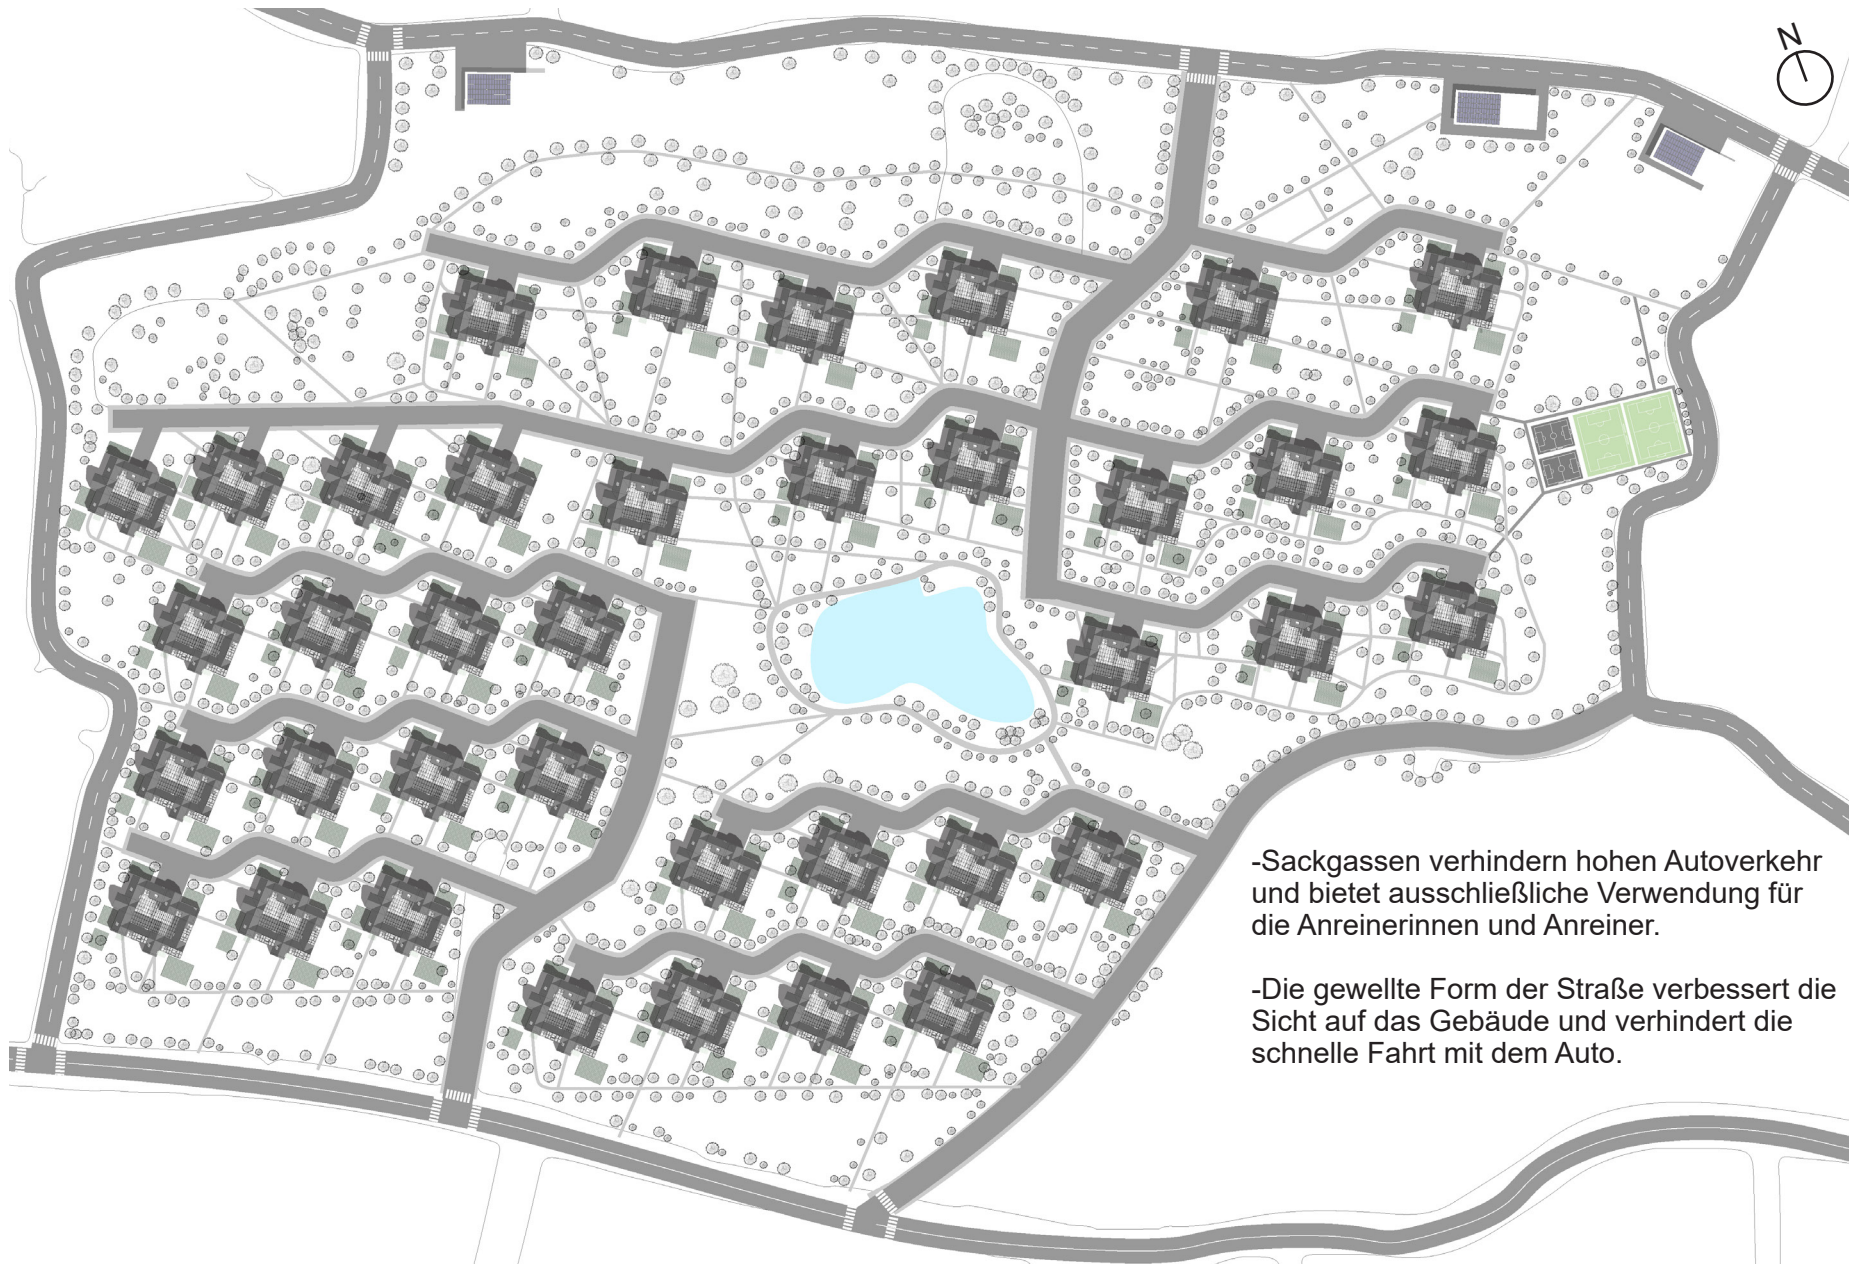 N
-Sackgassen verhindern hohen Autoverkehr
und bietet ausschließliche Verwendung für
die Anreinerinnen und Anreiner.
-Die gewellte Form der Straße verbessert die
Sicht auf das Gebäude und verhindert die
schnelle Fahrt mit dem Auto.